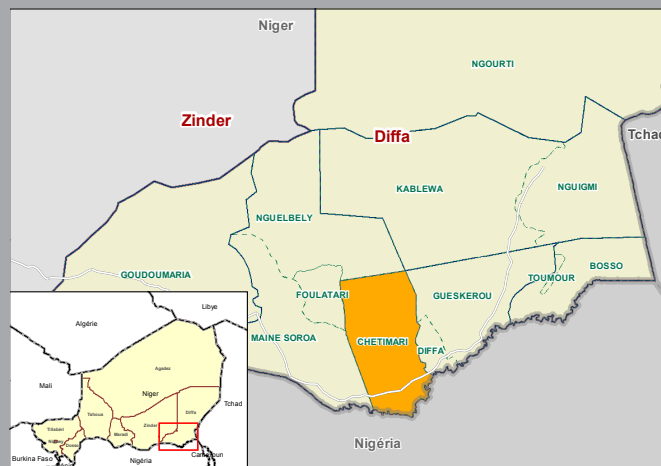 Niger
NGOURTI
Zinder
Diffa
Tchad
KABLEWA
NGUIGMI
NGUELBELY
GOUDOUMARIA
BOSSO
TOUMOUR
FOULATARI
GUESKEROU
MAINE SOROA
CHETIMARI
DIFFA
Nigéria
Libye
Algérie
Agadez
Mali
Niger
Tchad
Tahoua
Diffa
Zinder
Maradi
Tillabéri
Dosso
Burkina Faso
Nigéria
Cameroun